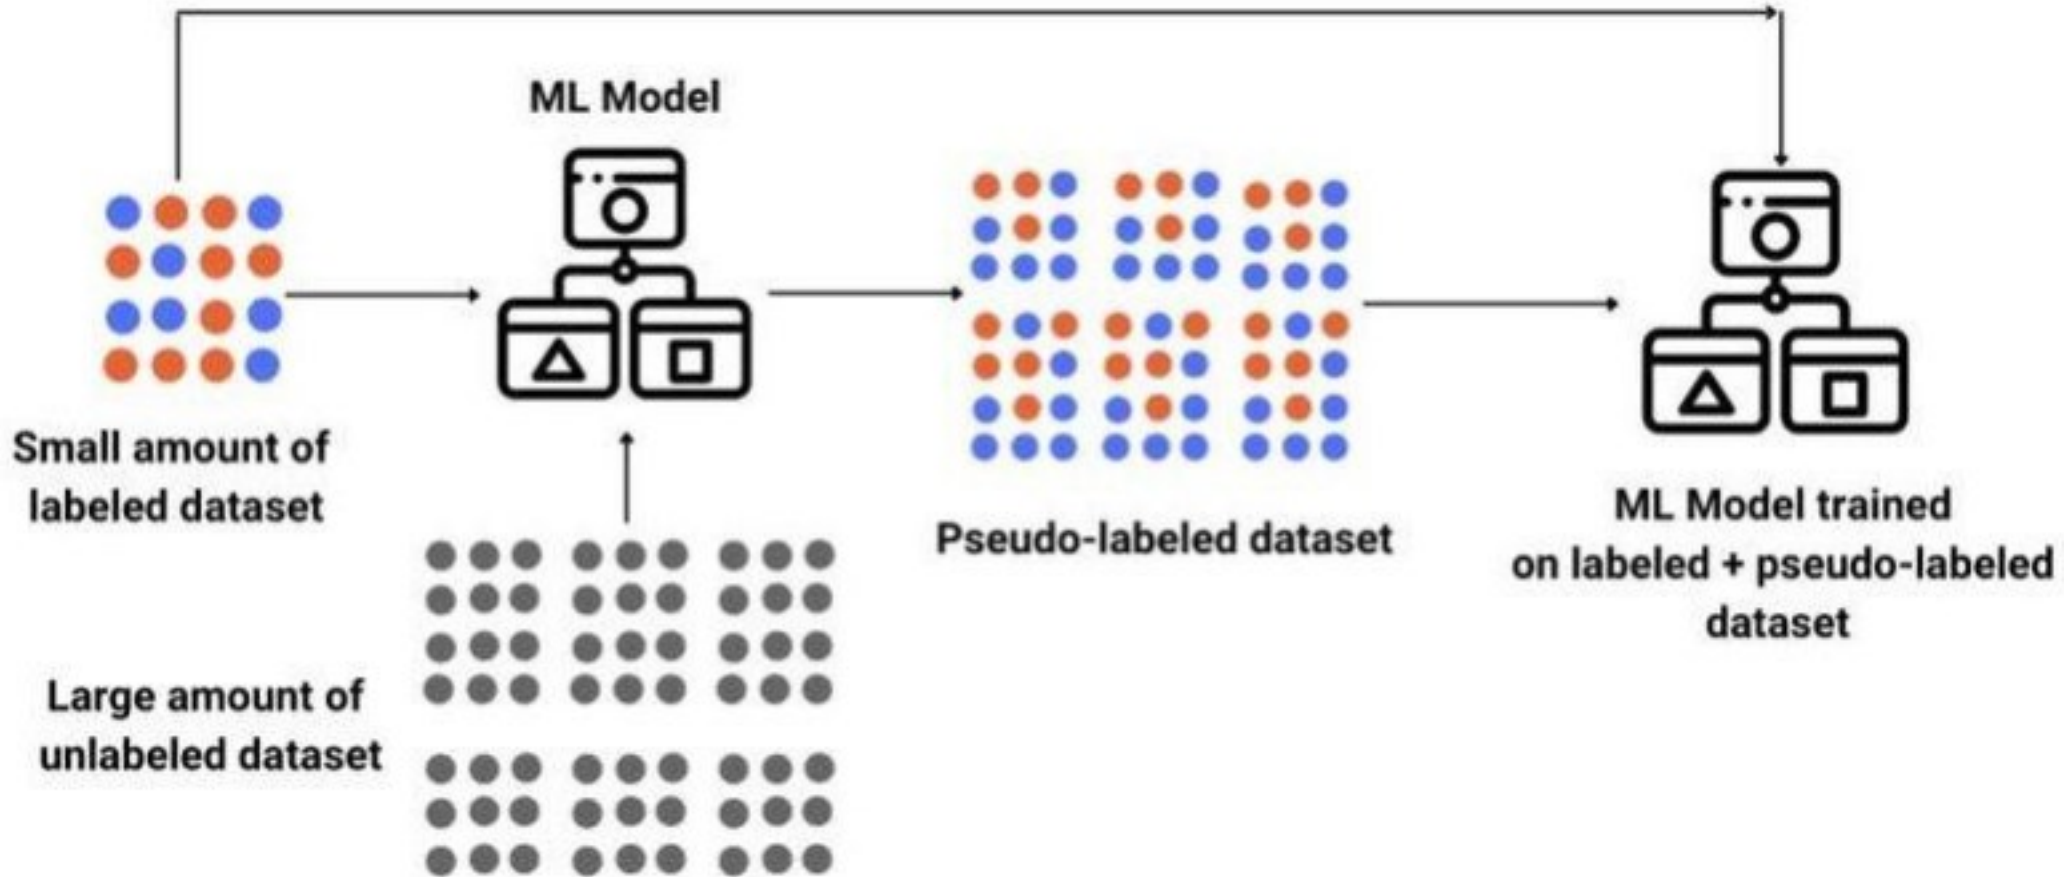 ML Model
Small amount of
labeled dataset
Pseudo-labeled dataset
ML Model trained
on labeled + pseudo-labeled
dataset
Large amount of
unlabeled dataset